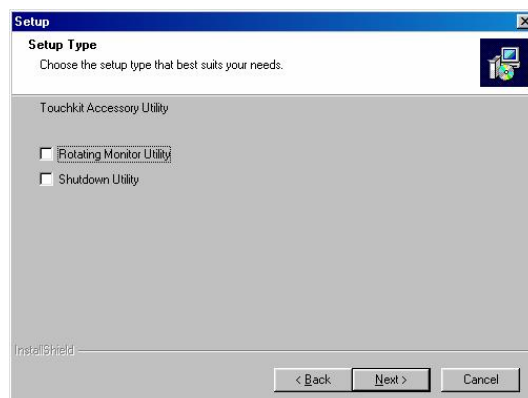 Setup
Setup Type
Choose the setup type that best suits your needs.
Touchkit Accessory Utility
Rotating Monitor Utility
Shutdown Utility
InstallShield
< Back
Next >
Cancel